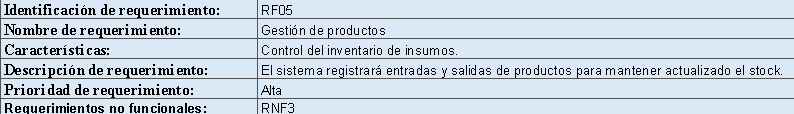 Identificación de requerimiento: RF05
Nombre de requerimiento: Gestión de productos
Características: Control del inventario de insumos.
Descripción de requerimiento: El sistema registrará entradas y salidas de productos para mantener actualizado el stock.
Prioridad de requerimiento: Alta
Requerimientos no funcionales: RNF3